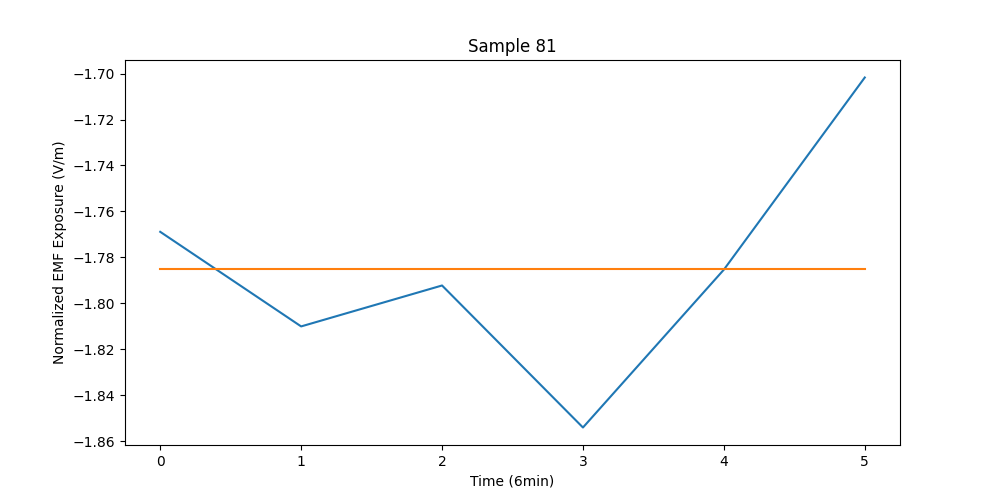 Sample 81
Normalized EMF Exposure (V/m)
−1.70
−1.72
−1.74
−1.76
−1.78
−1.80
−1.82
−1.84
−1.86
0 1 2 3 4 5
Time (6min)